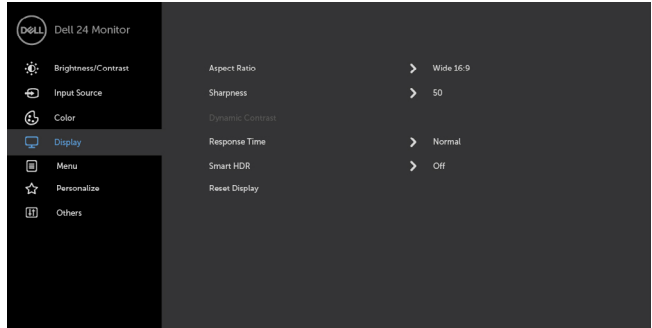 DELL Dell 24 Monitor
Brightness/Contrast
Input Source
Color
Display
Menu
Personalize
Others
Aspect Ratio Wide 16:9
Sharpness 50
Dynamic Contrast
Response Time Normal
Smart HDR Off
Reset Display